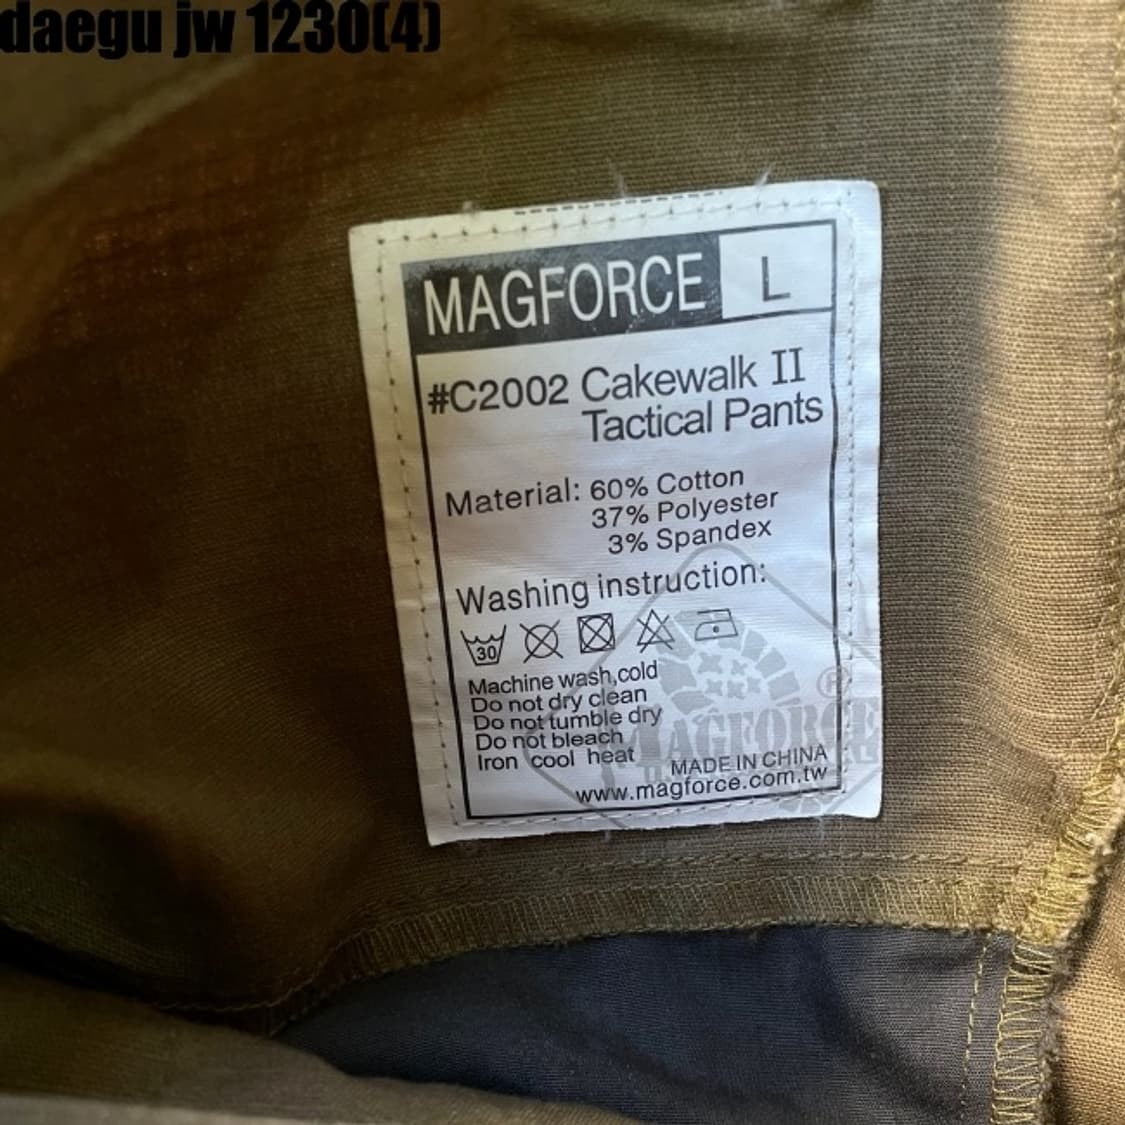 daegu jw 1230(4)
MAGFORCE L
#C2002 Cakewalk II
Tactical Pants
Material: 60% Cotton
37% Polyester
3% Spandex
Washing instruction:
30
Machine wash,cold
Do not dry clean
Do not tumble dry
Do not bleach
Iron cool heat
MADE IN CHINA
www.magforce.com.tw
MAGFORCE